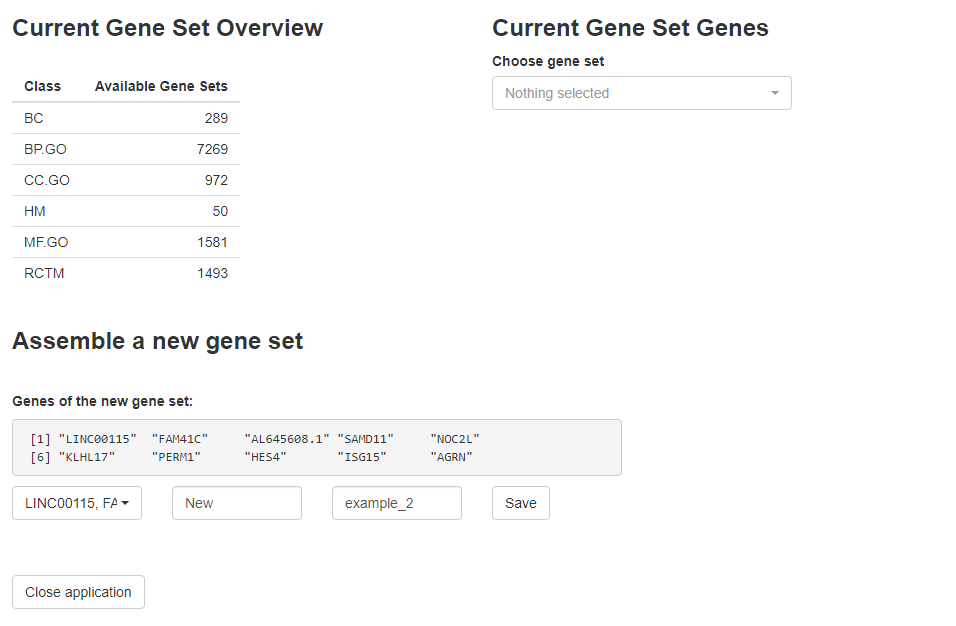 Current Gene Set Overview
Class Available Gene Sets
BC 289
BP.GO 7269
CC.GO 972
HM 50
MF.GO 1581
RCTM 1493
Current Gene Set Genes
Choose gene set
Nothing selected
Assemble a new gene set
Genes of the new gene set:
[1] "LINC00115" "FAM41C" "AL645608.1" "SAMD11" "NOC2L"
[6] "KLHL17" "PERM1" "HES4" "ISG15" "AGRN"
LINC00115, FA New example_2 Save
Close application